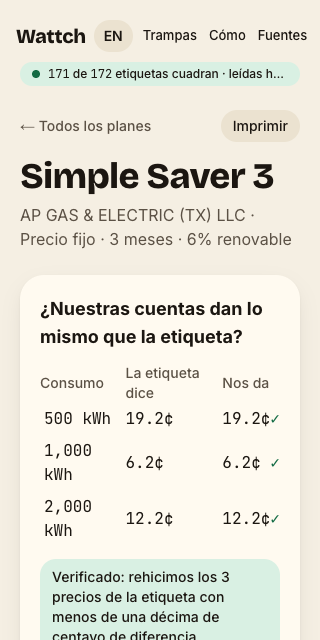 Wattch EN Trampas Cómo Fuentes
171 de 172 etiquetas cuadran · leídas h...
← Todos los planes Imprimir
Simple Saver 3
AP GAS & ELECTRIC (TX) LLC ·
Precio fijo · 3 meses · 6% renovable
¿Nuestras cuentas dan lo
mismo que la etiqueta?
Consumo La etiqueta dice Nos da
500 kWh 19.2¢ 19.2¢✓
1,000 kWh 6.2¢ 6.2¢ ✓
2,000 kWh 12.2¢ 12.2¢✓
Verificado: rehicimos los 3
precios de la etiqueta con
menos de una décima de
centavo de diferencia